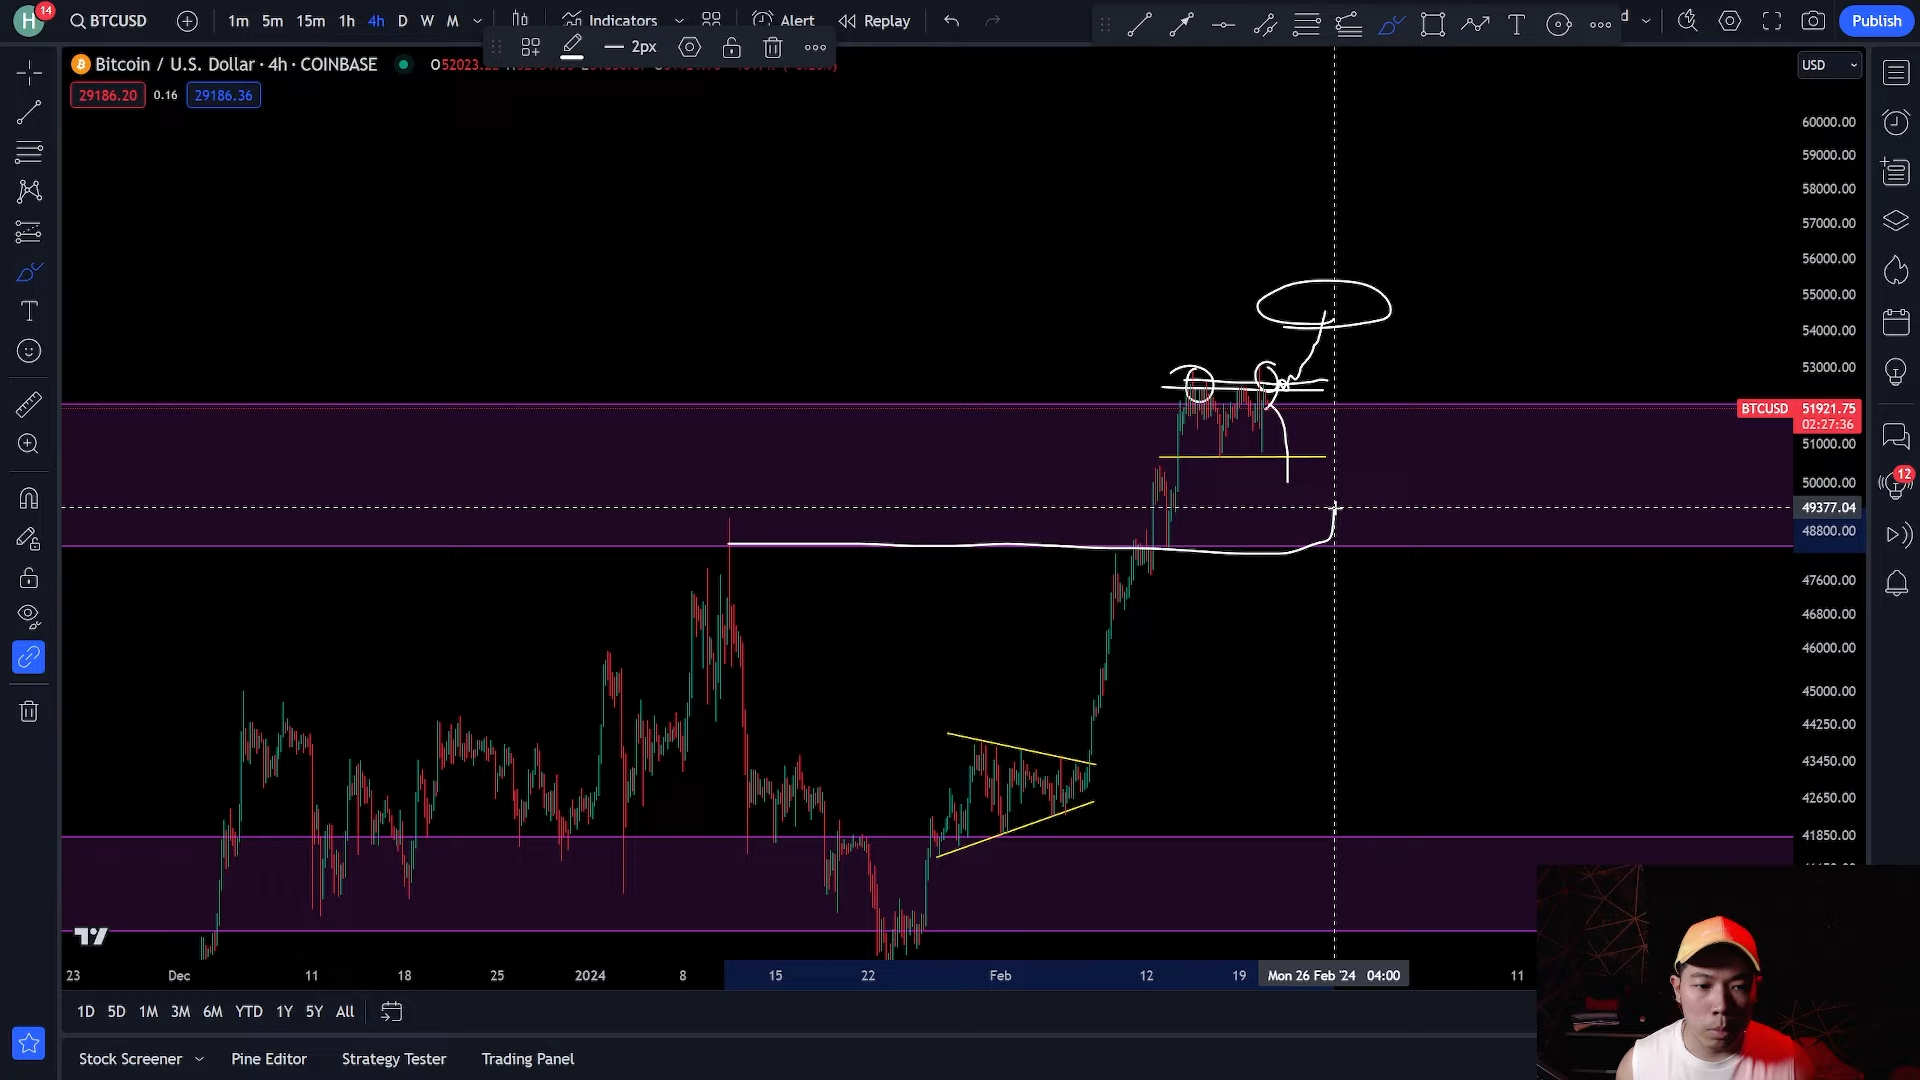 H 14 BTCUSD 1m 5m 15m 1h 4h D W M Indicators Alert Replay Publish
2px
Bitcoin / U.S. Dollar · 4h · COINBASE
29186.20 0.16 29186.36
USD
60000.00
59000.00
58000.00
57000.00
56000.00
55000.00
54000.00
53000.00
BTCUSD 51921.75
02:27:36
51000.00
50000.00
49377.04
48800.00
47600.00
46800.00
46000.00
45000.00
44250.00
43450.00
42650.00
41850.00
12
23 Dec 11 18 25 2024 8 15 22 Feb 12 19 Mon 26 Feb '24 04:00 11
1D 5D 1M 3M 6M YTD 1Y 5Y All
Stock Screener Pine Editor Strategy Tester Trading Panel